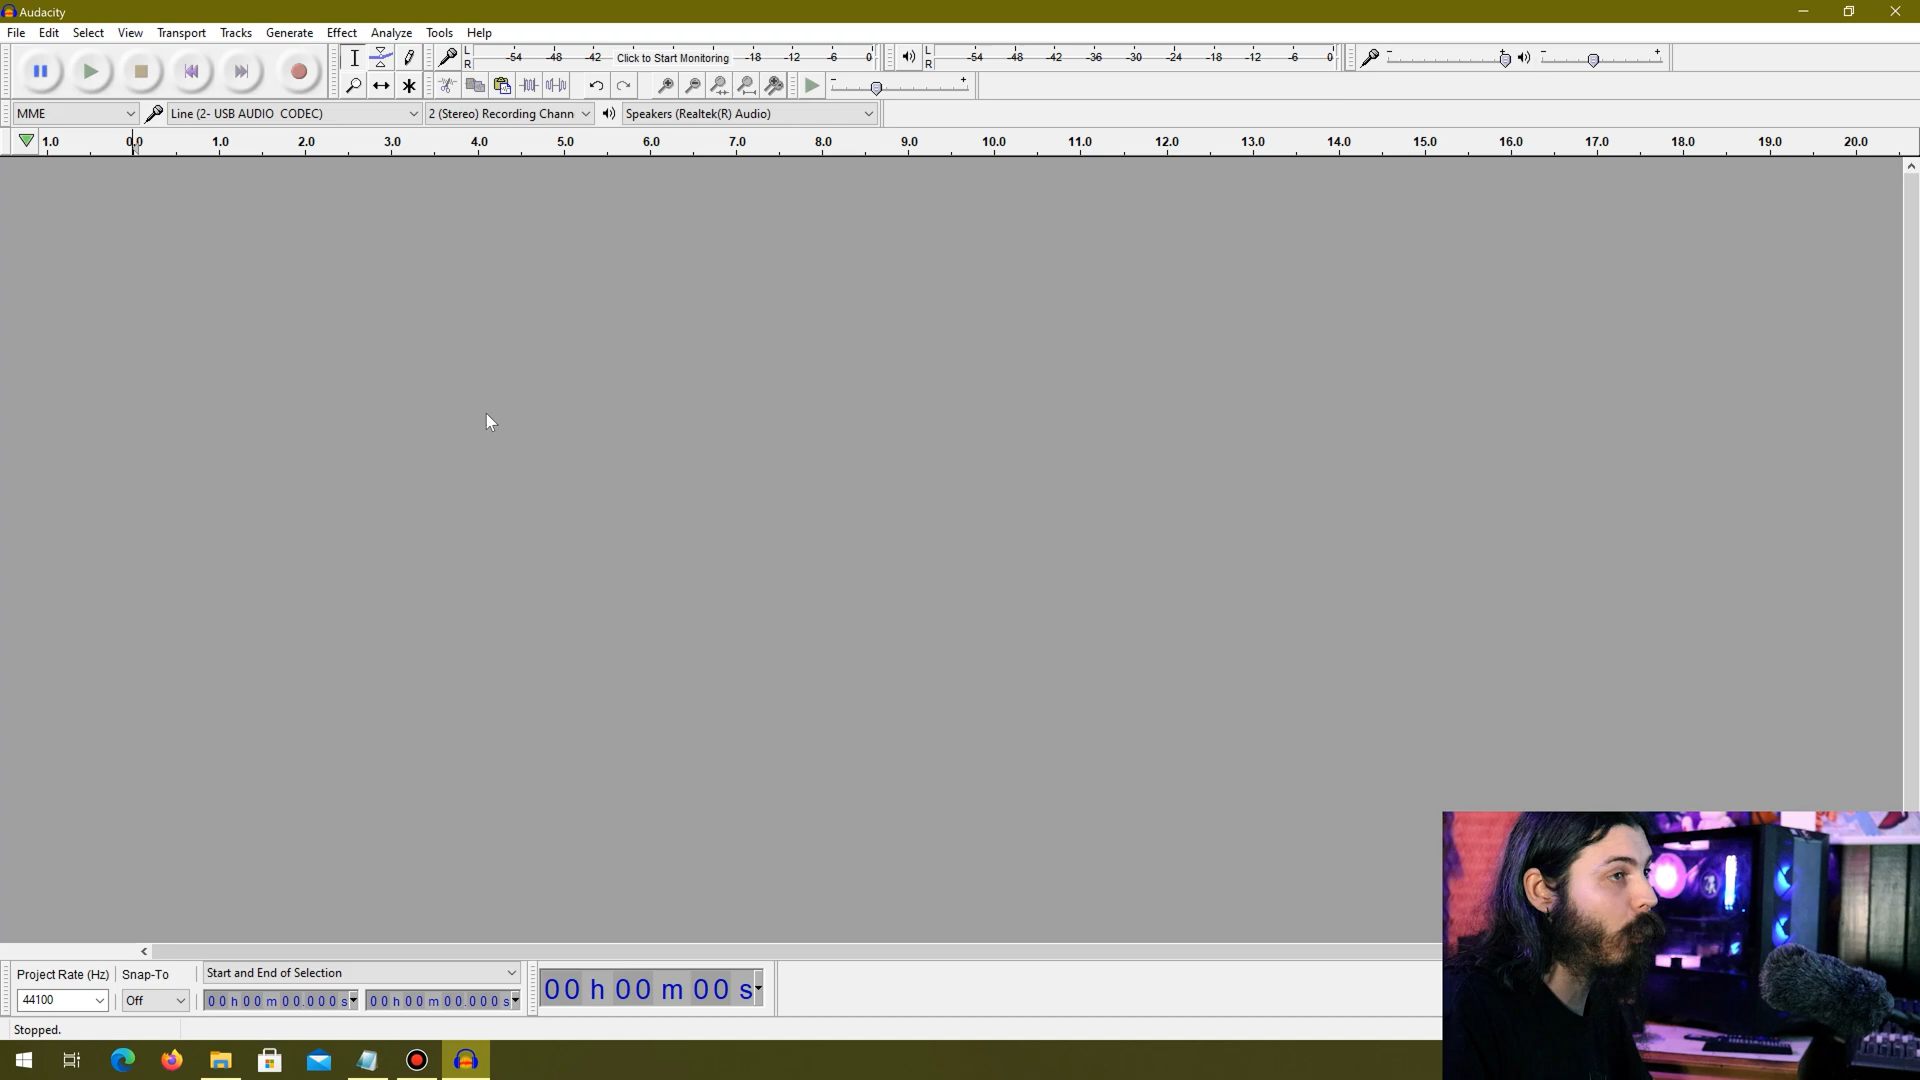 Audacity
File Edit Select View Transport Tracks Generate Effect Analyze Tools Help
L -54 -48 -42 Click to Start Monitoring -18 -12 -6 0 L -54 -48 -42 -36 -30 -24 -18 -12 -6 0 - + - +
R R
- +
MME Line (2- USB AUDIO CODEC) 2 (Stereo) Recording Chann Speakers (Realtek(R) Audio)
1.0 0.0 1.0 2.0 3.0 4.0 5.0 6.0 7.0 8.0 9.0 10.0 11.0 12.0 13.0 14.0 15.0 16.0 17.0 18.0 19.0 20.0
Project Rate (Hz) Snap-To Start and End of Selection
44100 Off 00 h 00 m 00.000 s 00 h 00 m 00.000 s 00 h 00 m 00 s
Stopped.